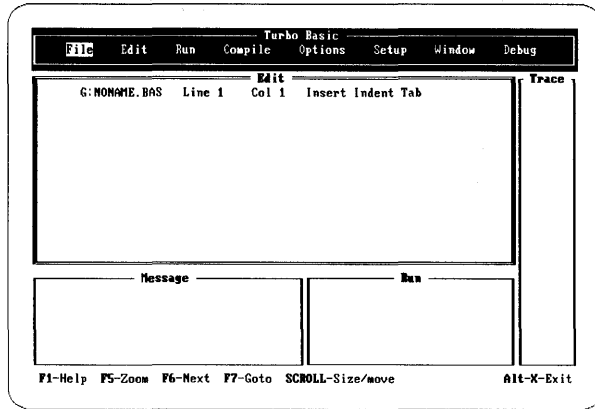 Turbo Basic
File Edit Run Compile Options Setup Window Debug
Edit
Trace
G:NONAME.BAS Line 1 Col 1 Insert Indent Tab
Message
Run
F1-Help F5-Zoom F6-Next F7-Goto SCROLL-Size/move Alt-X-Exit